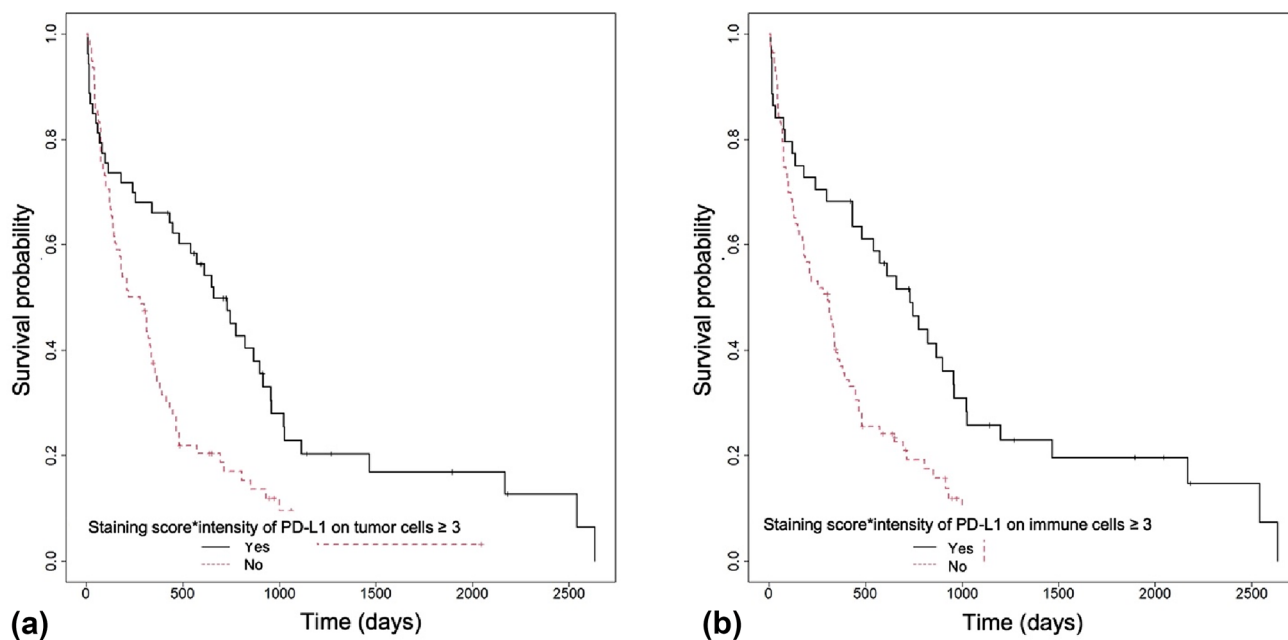 Survival probability
1.0
0.8
0.6
0.4
0.2
0.0
Staining score*intensity of PD-L1 on tumor cells ≥ 3
Yes
No
0 500 1000 1500 2000 2500
Time (days)
(a)
Survival probability
1.0
0.8
0.6
0.4
0.2
0.0
Staining score*intensity of PD-L1 on immune cells ≥ 3
Yes
No
0 500 1000 1500 2000 2500
Time (days)
(b)